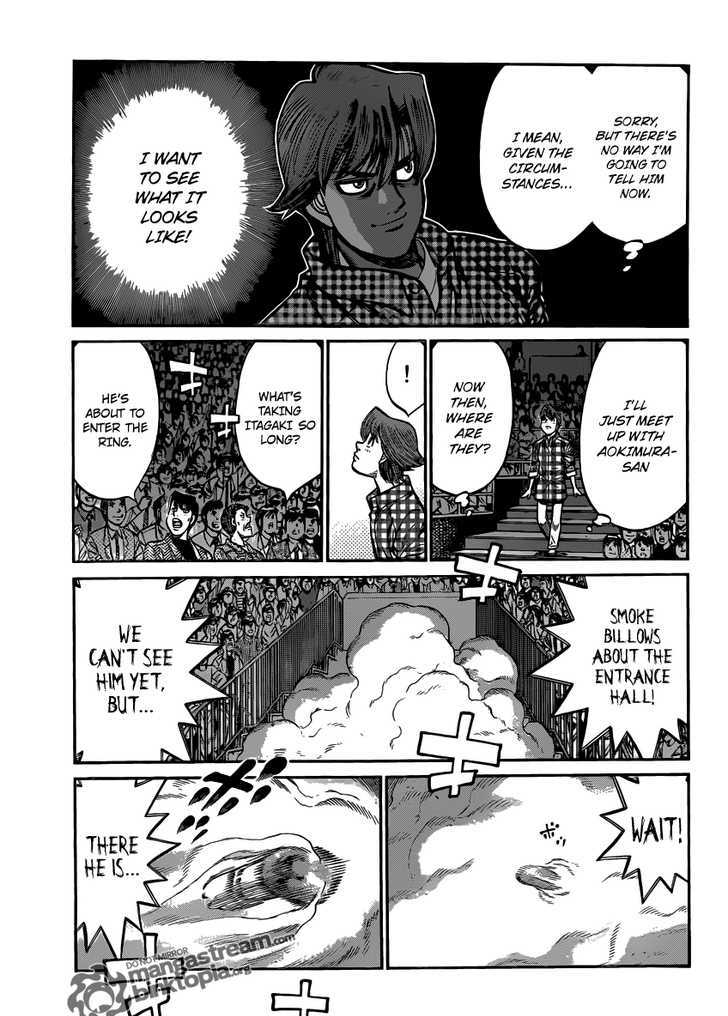 SORRY,
BUT THERE'S
NO WAY I'M
GOING TO
TELL HIM
NOW.
I MEAN,
GIVEN THE
CIRCUM-
STANCES...
I WANT
TO SEE
WHAT IT
LOOKS
LIKE!
I'LL
JUST MEET
UP WITH
AOKIMURA-
SAN
NOW
THEN,
WHERE
ARE
THEY?
!
WHAT'S
TAKING
ITAGAKI SO
LONG?
HE'S
ABOUT TO
ENTER THE
RING.
SMOKE
BILLOWS
ABOUT THE
ENTRANCE
HALL!
WE
CAN'T SEE
HIM YET,
BUT...
WAIT!
THERE
HE IS...
DO NOT MIRROR
mangastream.com
binktopia.org